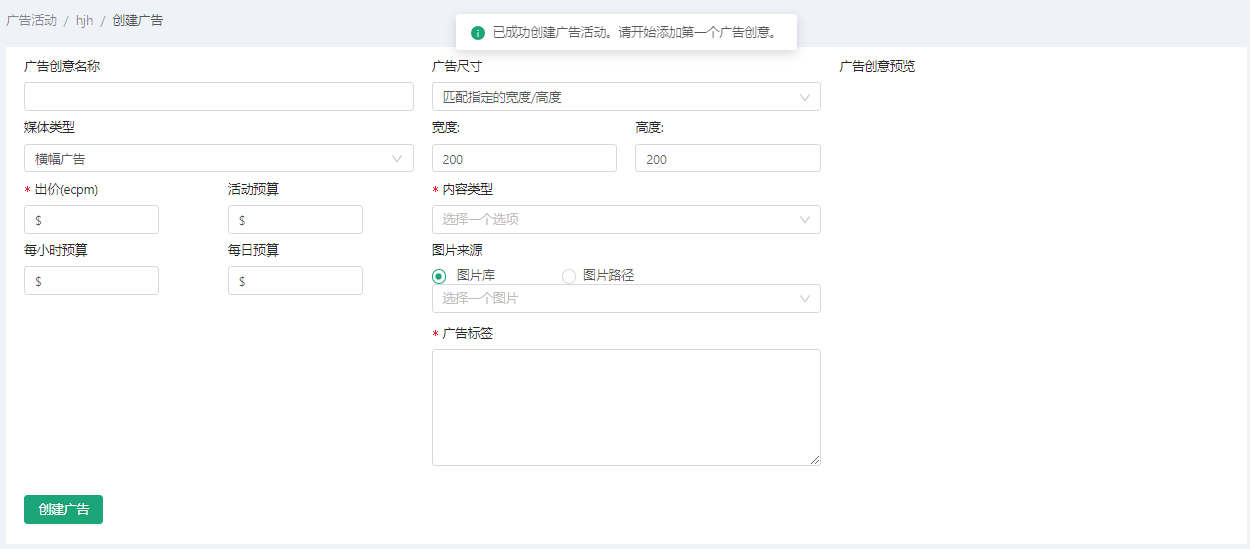 广告活动 / hjh / 创建广告
已成功创建广告活动。请开始添加第一个广告创意。
广告创意名称
广告尺寸
广告创意预览
匹配指定的宽度/高度
媒体类型
宽度:
高度:
横幅广告
200
200
* 出价(ecpm)
活动预算
* 内容类型
$
$
选择一个选项
每小时预算
每日预算
图片来源
图片库
图片路径
$
$
选择一个图片
* 广告标签
创建广告